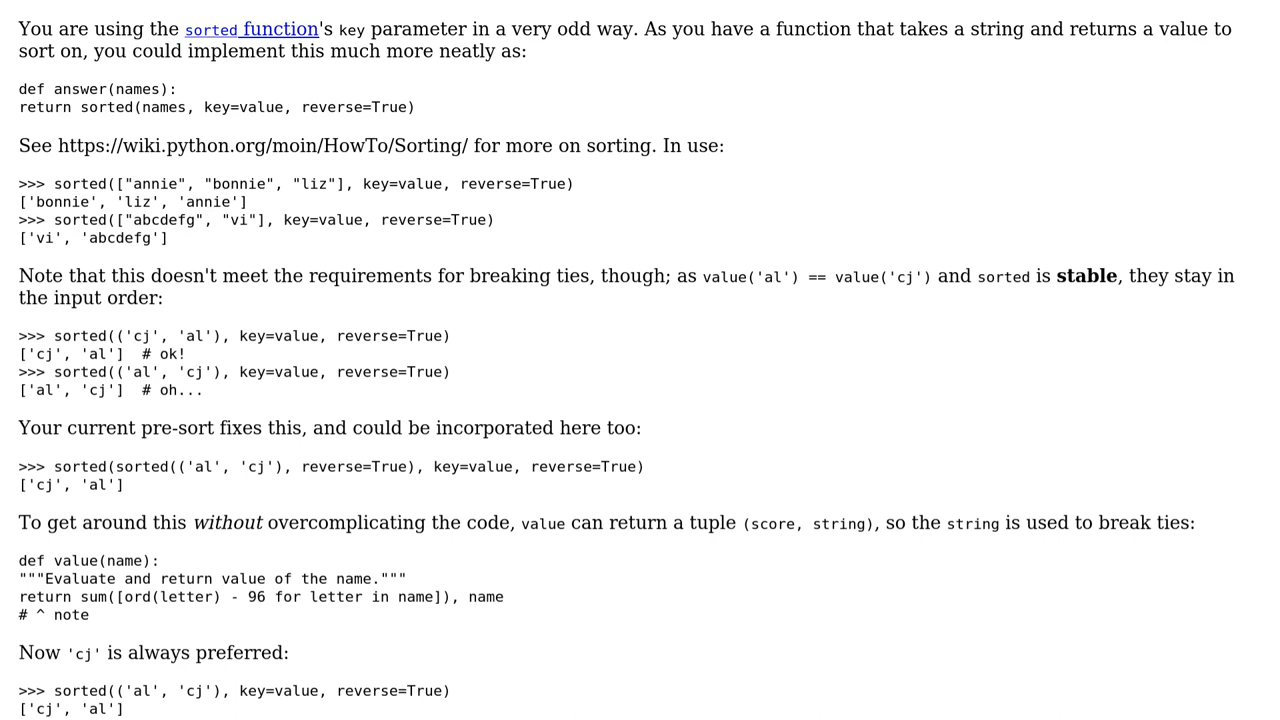 You are using the sorted function's key parameter in a very odd way. As you have a function that takes a string and returns a value to
sort on, you could implement this much more neatly as:
def answer(names):
return sorted(names, key=value, reverse=True)
See https://wiki.python.org/moin/HowTo/Sorting/ for more on sorting. In use:
>>> sorted(["annie", "bonnie", "liz"], key=value, reverse=True)
['bonnie', 'liz', 'annie']
>>> sorted(["abcdefg", "vi"], key=value, reverse=True)
['vi', 'abcdefg']
Note that this doesn't meet the requirements for breaking ties, though; as value('al') == value('cj') and sorted is stable, they stay in
the input order:
>>> sorted(('cj', 'al'), key=value, reverse=True)
['cj', 'al']  # ok!
>>> sorted(('al', 'cj'), key=value, reverse=True)
['al', 'cj']  # oh...
Your current pre-sort fixes this, and could be incorporated here too:
>>> sorted(sorted(('al', 'cj'), reverse=True), key=value, reverse=True)
['cj', 'al']
To get around this without overcomplicating the code, value can return a tuple (score, string), so the string is used to break ties:
def value(name):
"""Evaluate and return value of the name."""
return sum([ord(letter) - 96 for letter in name]), name
# ^ note
Now 'cj' is always preferred:
>>> sorted(('al', 'cj'), key=value, reverse=True)
['cj', 'al']